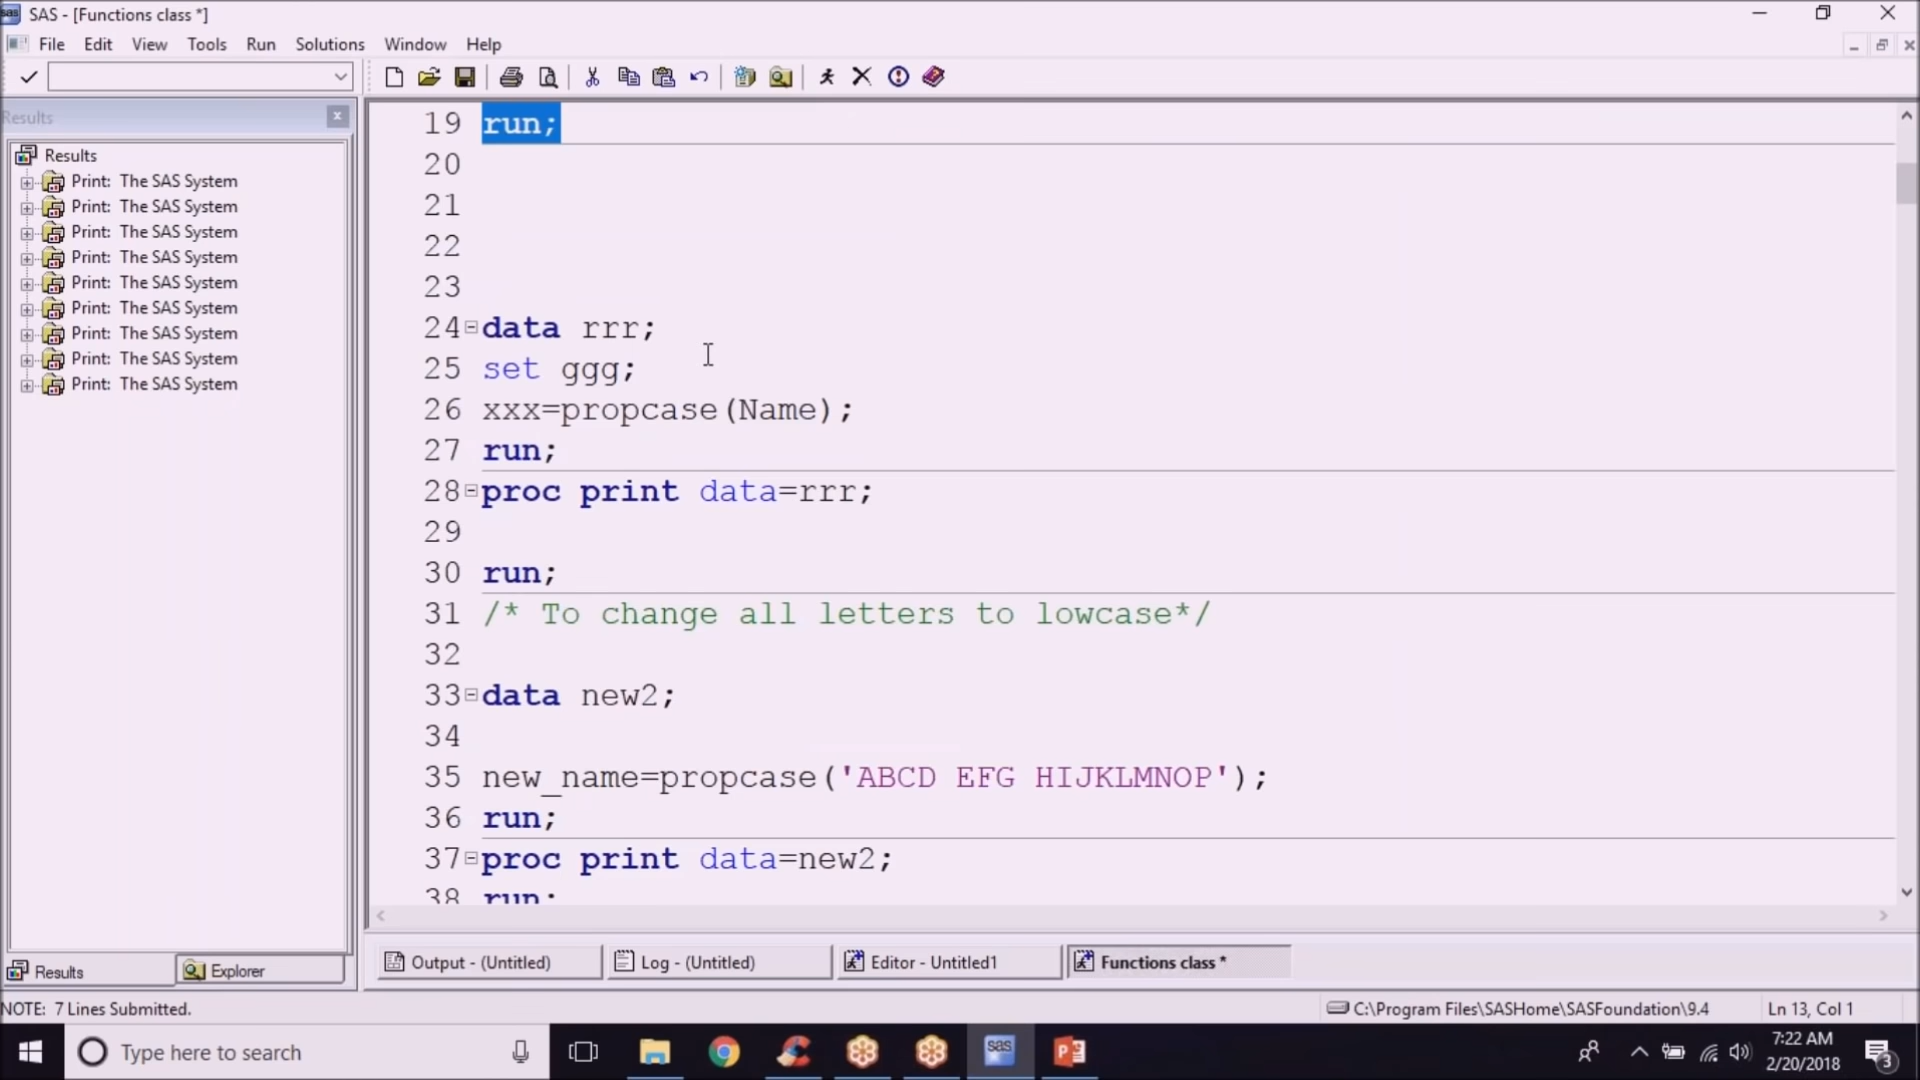 SAS - [Functions class *]
File Edit View Tools Run Solutions Window Help
Results
Results
Print: The SAS System
Print: The SAS System
Print: The SAS System
Print: The SAS System
Print: The SAS System
Print: The SAS System
Print: The SAS System
Print: The SAS System
Print: The SAS System
19 run;
20
21
22
23
24 data rrr;
25 set ggg;
26 xxx=propcase(Name);
27 run;
28 proc print data=rrr;
29
30 run;
31 /* To change all letters to lowcase*/
32
33 data new2;
34
35 new_name=propcase('ABCD EFG HIJKLMNOP');
36 run;
37 proc print data=new2;
38 run;
Results Explorer
Output - (Untitled) Log - (Untitled) Editor - Untitled1 Functions class *
NOTE: 7 Lines Submitted. C:\Program Files\SASHome\SASFoundation\9.4 Ln 13, Col 1
Type here to search
sas
7:22 AM
2/20/2018
3